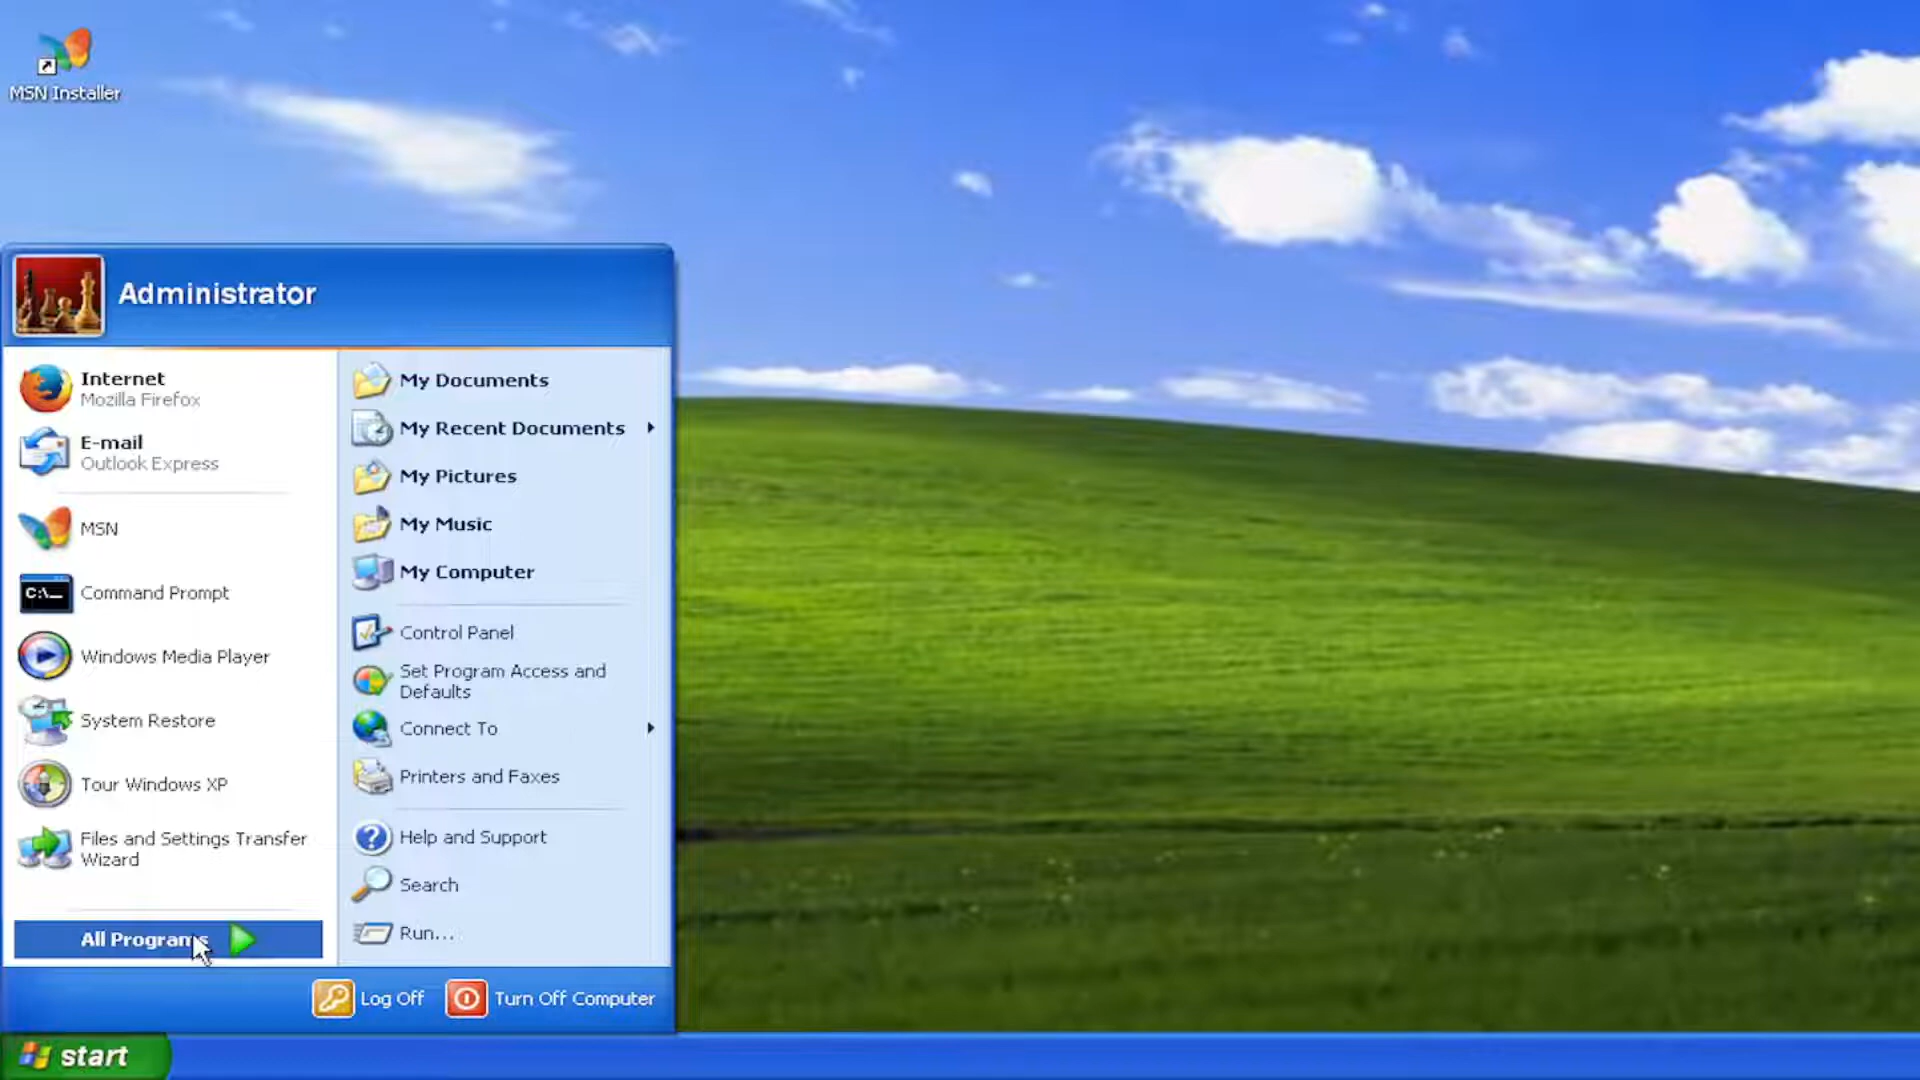 MSN Installer
Administrator
Internet
Mozilla Firefox
E-mail
Outlook Express
MSN
C:\_
Command Prompt
Windows Media Player
System Restore
Tour Windows XP
Files and Settings Transfer
Wizard
All Programs
My Documents
My Recent Documents
My Pictures
My Music
My Computer
Control Panel
Set Program Access and
Defaults
Connect To
Printers and Faxes
Help and Support
Search
Run...
Log Off
Turn Off Computer
start